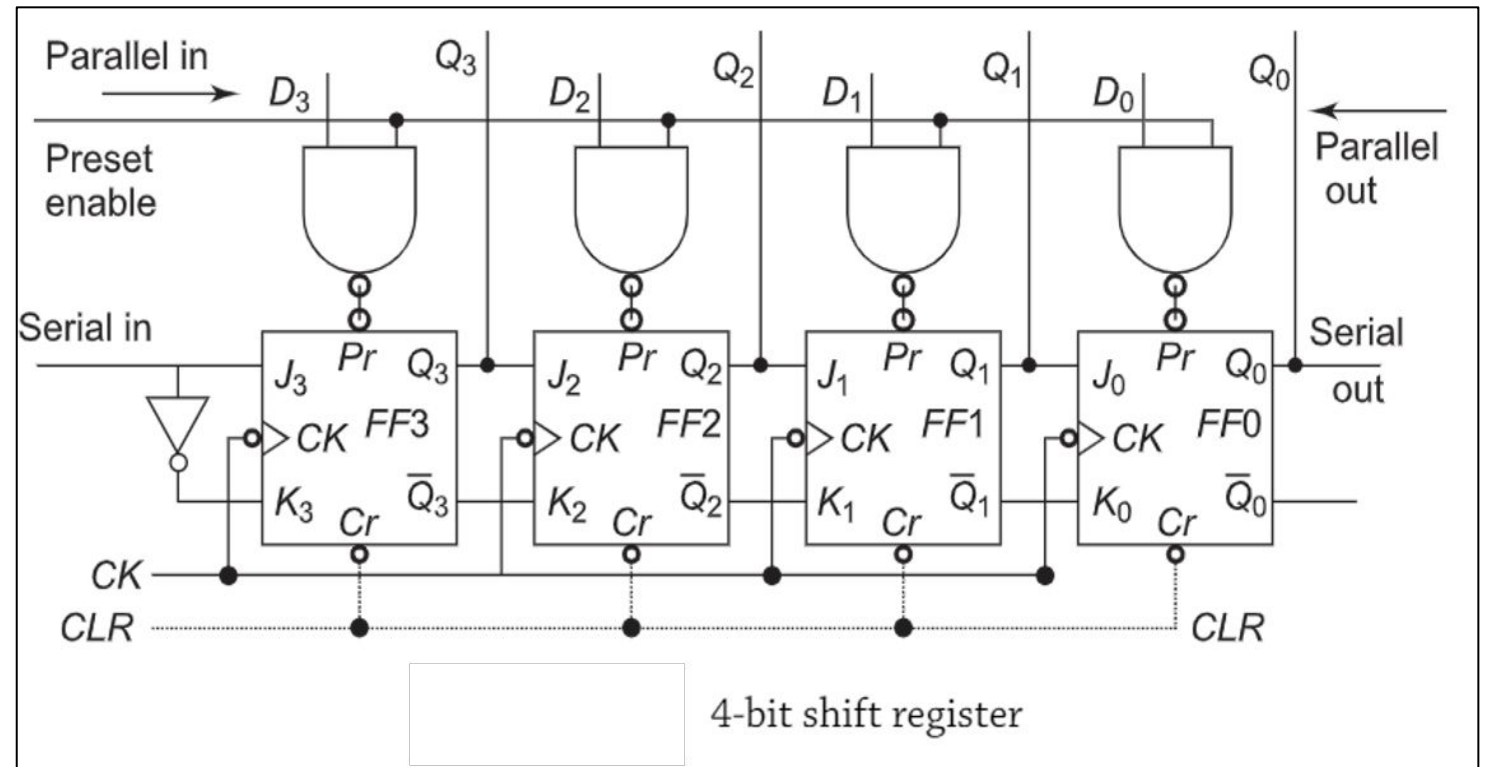 Parallel in
Q3
Q2
Q1
Q0
D3
D2
D1
D0
Preset
enable
Parallel
out
Serial in
Serial
out
J3 Pr Q3
J2 Pr Q2
J1 Pr Q1
J0 Pr Q0
CK FF3
CK FF2
CK FF1
CK FF0
K3 Cr Q̅3
K2 Cr Q̅2
K1 Cr Q̅1
K0 Cr Q̅0
CK
CLR
CLR
4-bit shift register